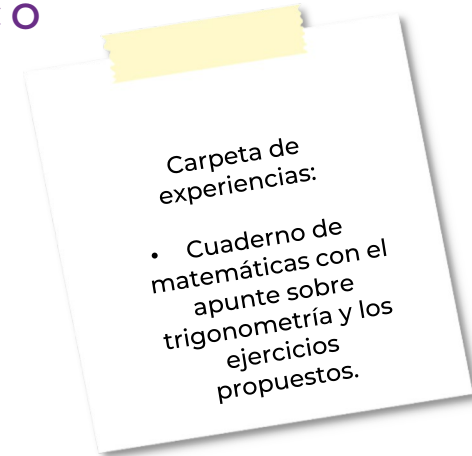 O
Carpeta de
experiencias:
• Cuaderno de
matemáticas con el
apunte sobre
trigonometría y los
ejercicios
propuestos.